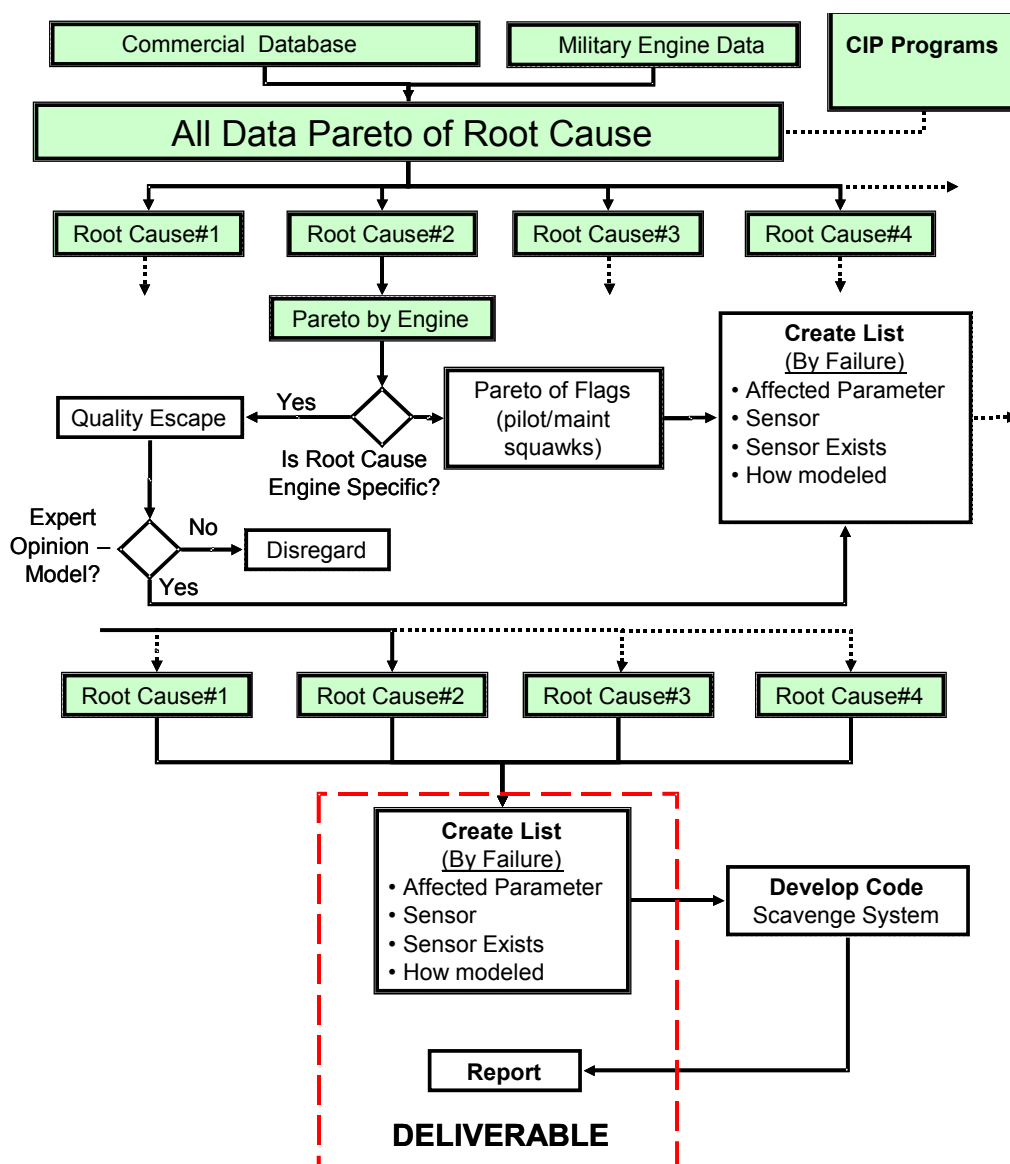 Commercial Database
Military Engine Data
CIP Programs
All Data Pareto of Root Cause
Root Cause#1
Root Cause#2
Root Cause#3
Root Cause#4
Pareto by Engine
Create List
(By Failure)
• Affected Parameter
• Sensor
• Sensor Exists
• How modeled
Pareto of Flags
(pilot/maint
squawks)
Yes
Quality Escape
Is Root Cause
Engine Specific?
Expert
Opinion –
Model?
No
Disregard
Yes
Root Cause#1
Root Cause#2
Root Cause#3
Root Cause#4
Create List
(By Failure)
• Affected Parameter
• Sensor
• Sensor Exists
• How modeled
Develop Code
Scavenge System
Report
DELIVERABLE